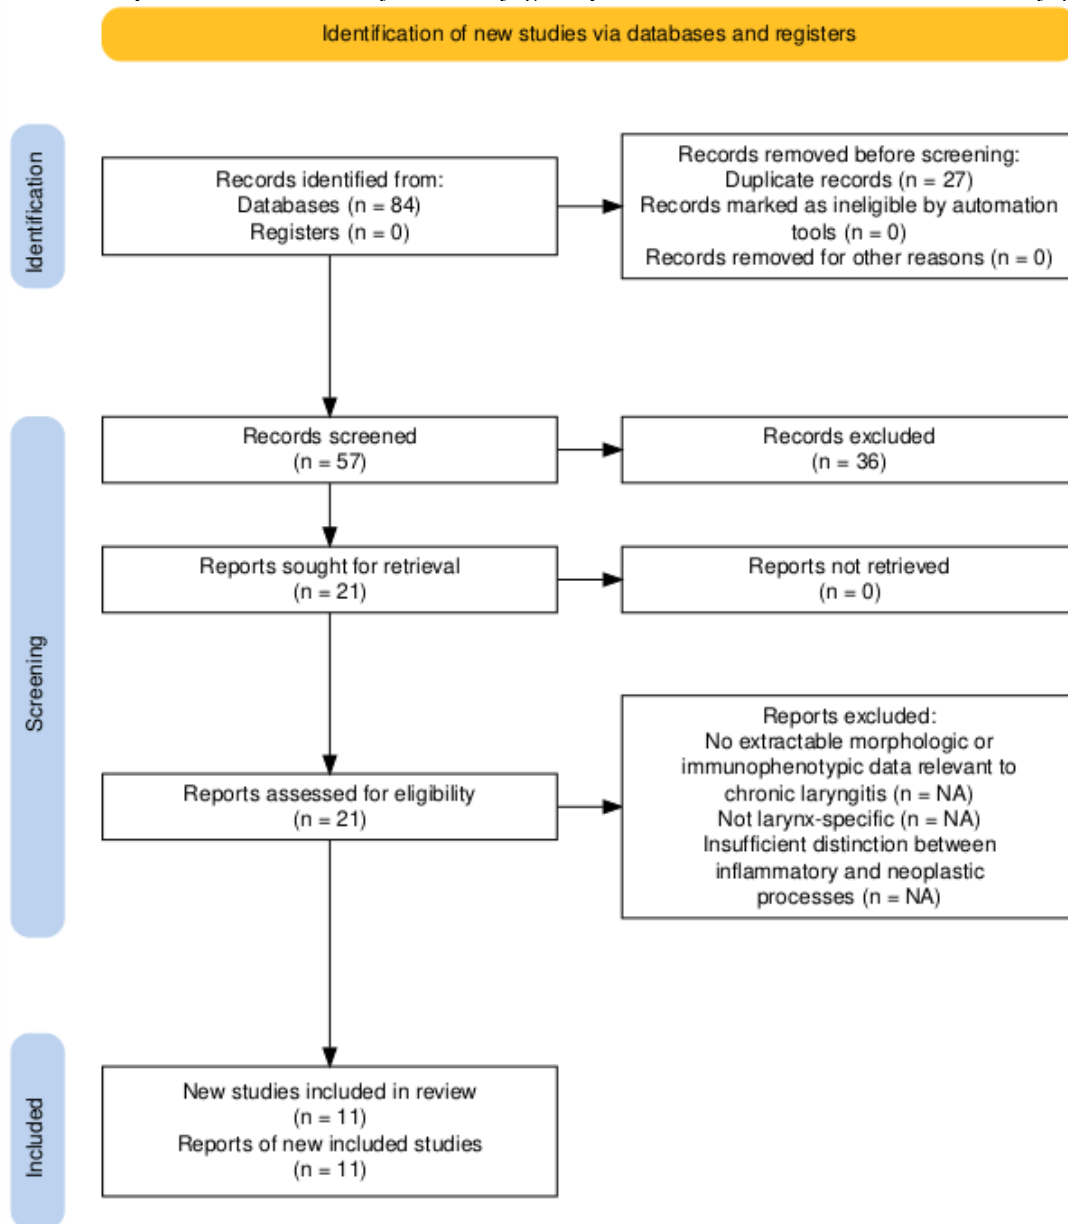 Identification of new studies via databases and registers
Identification
Records identified from:
Databases (n = 84)
Registers (n = 0)
Records removed before screening:
Duplicate records (n = 27)
Records marked as ineligible by automation
tools (n = 0)
Records removed for other reasons (n = 0)
Screening
Records screened
(n = 57)
Records excluded
(n = 36)
Reports sought for retrieval
(n = 21)
Reports not retrieved
(n = 0)
Reports assessed for eligibility
(n = 21)
Reports excluded:
No extractable morphologic or
immunophenotypic data relevant to
chronic laryngitis (n = NA)
Not larynx-specific (n = NA)
Insufficient distinction between
inflammatory and neoplastic
processes (n = NA)
Included
New studies included in review
(n = 11)
Reports of new included studies
(n = 11)